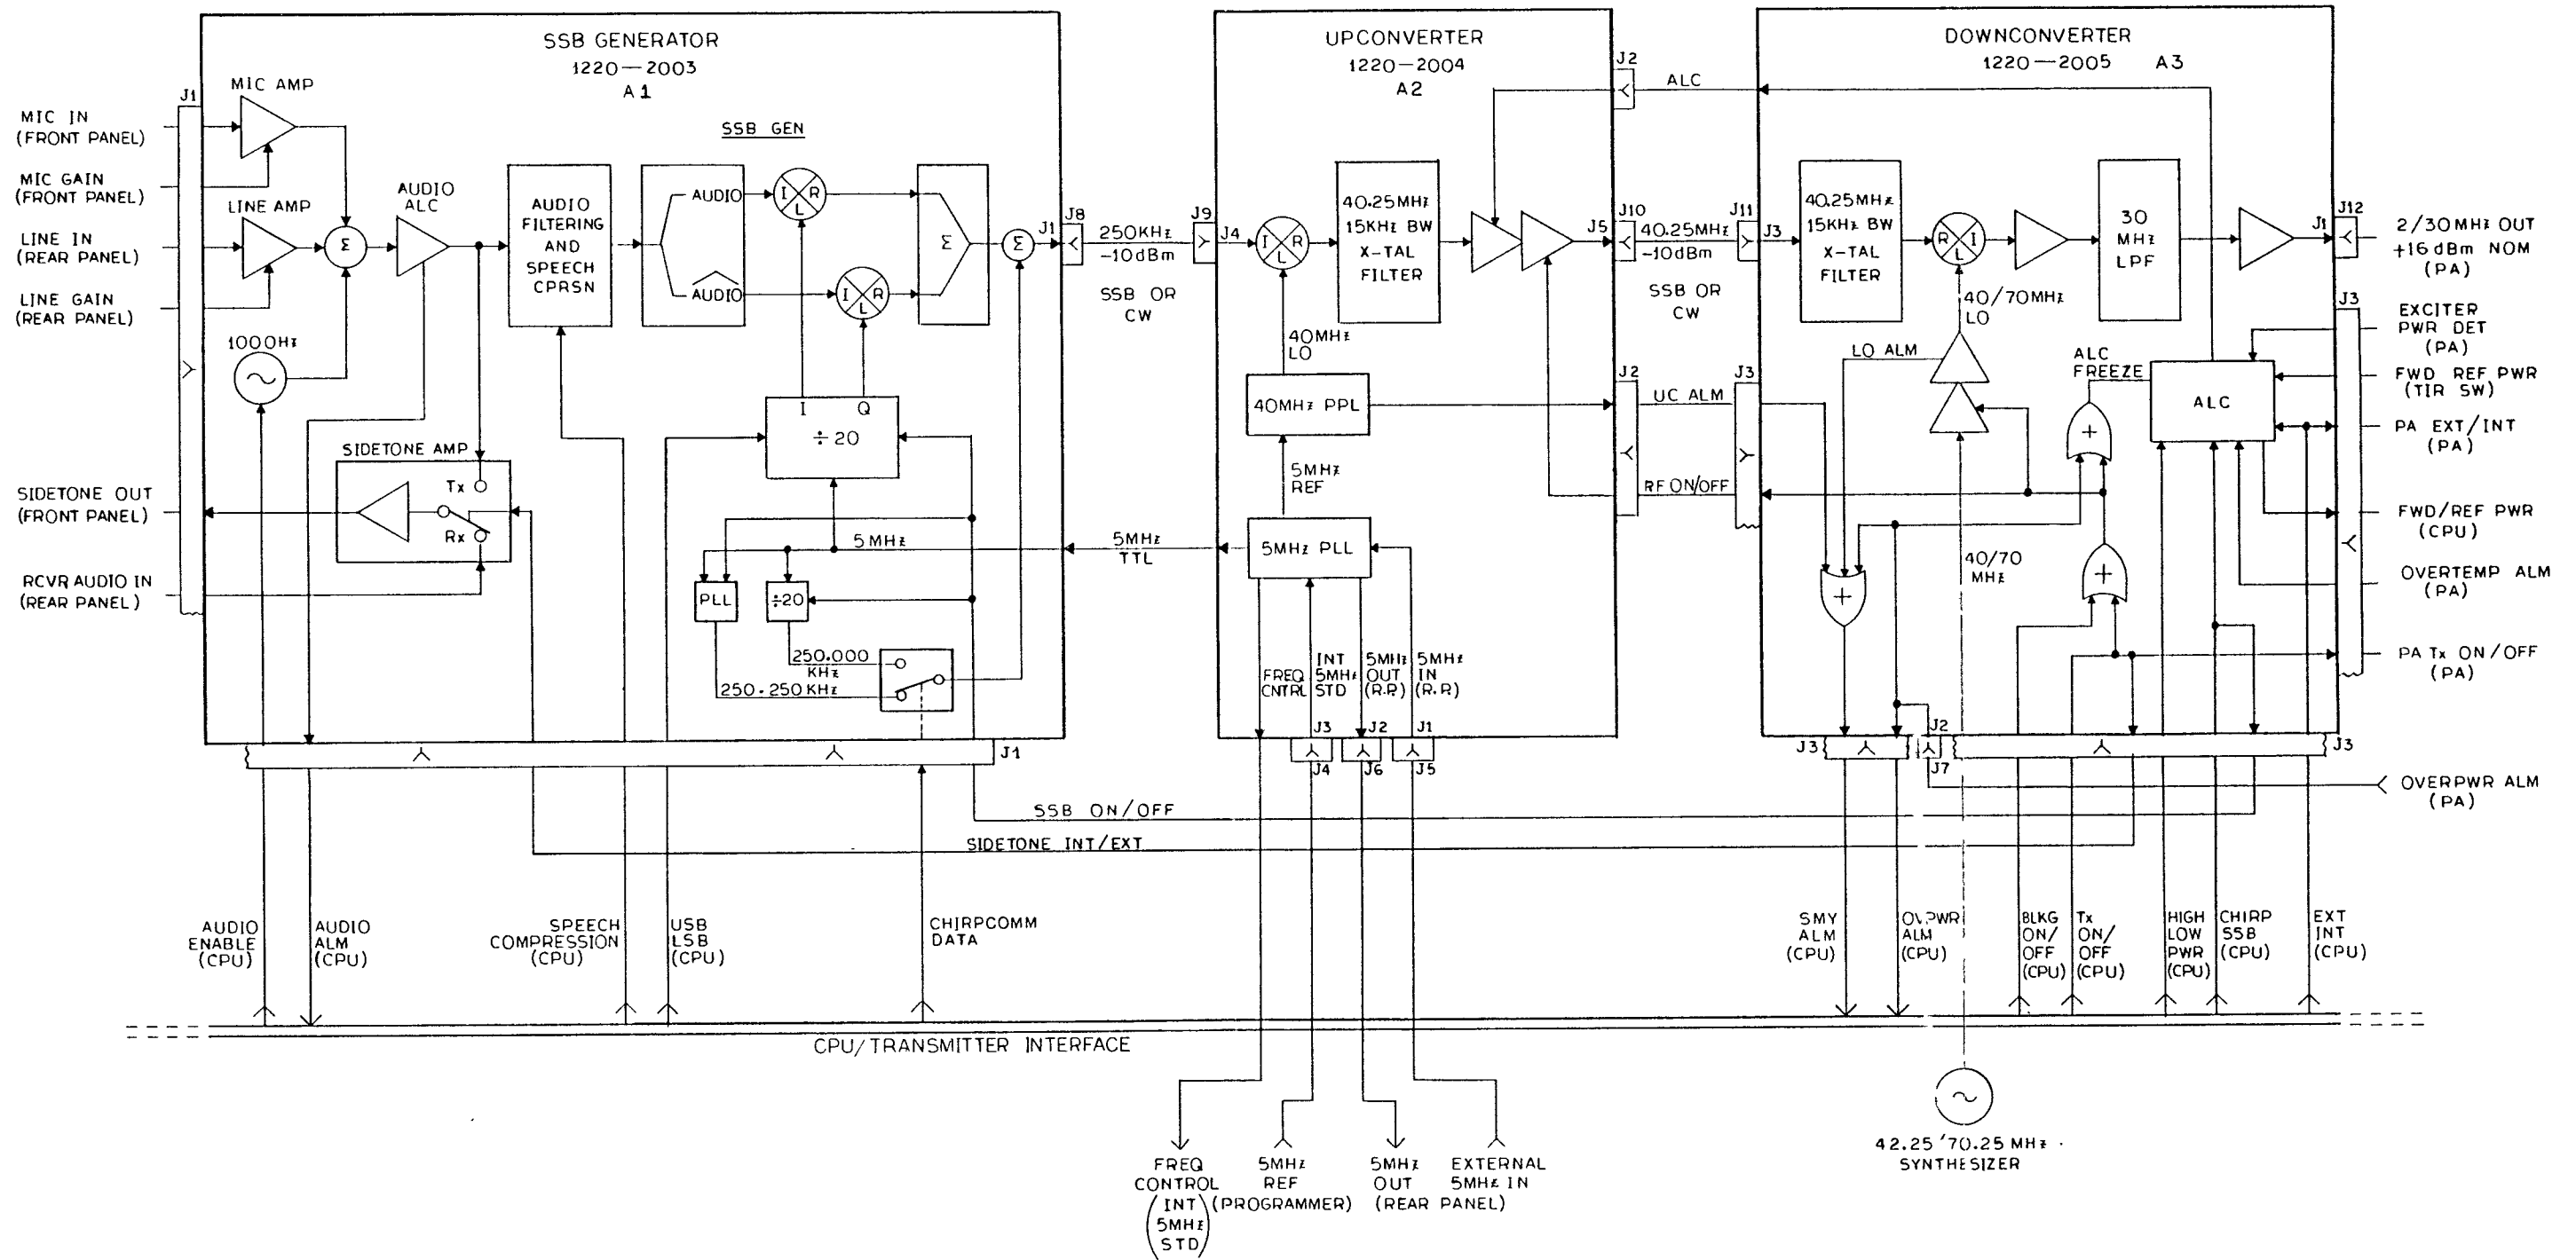 SSB GENERATOR
1220—2003
A1
MIC AMP
J1
MIC IN
(FRONT PANEL)
MIC GAIN
(FRONT PANEL)
LINE AMP
LINE IN
(REAR PANEL)
LINE GAIN
(REAR PANEL)
Σ
AUDIO
ALC
1000Hz
SSB GEN
AUDIO
FILTERING
AND
SPEECH
CPRSN
AUDIO
AUDIO
I
R
L
I
R
L
Σ
Σ
J1
J8
250KHz
-10dBm
SSB OR
CW
J9
I
Q
÷20
SIDETONE AMP
Tx
Rx
SIDETONE OUT
(FRONT PANEL)
RCVR AUDIO IN
(REAR PANEL)
5MHz
PLL
÷20
250.000
KHz
250.250KHz
J1
5MHz
TTL
UPCONVERTER
1220—2004
A2
J4
I
R
L
40.25MHz
15KHz BW
X-TAL
FILTER
J2
ALC
J5
J10
40.25MHz
-10dBm
SSB OR
CW
J11
40MHz
LO
40MHz PPL
5MHz
REF
5MHz PLL
J2
UC ALM
RF ON/OFF
J3
FREQ
CNTRL
INT
5MHz
STD
5MHz
OUT
(R.R)
5MHz
IN
(R.R)
J3
J2
J1
J4
J6
J5
DOWNCONVERTER
1220—2005 A3
J3
40.25MHz
15KHz BW
X-TAL
FILTER
R
I
L
30
MHz
LPF
J1
J12
2/30MHz OUT
+16dBm NOM
(PA)
40/70MHz
LO
LO ALM
ALC
FREEZE
ALC
J3
EXCITER
PWR DET
(PA)
FWD REF PWR
(TIR SW)
PA EXT/INT
(PA)
FWD/REF PWR
(CPU)
OVERTEMP ALM
(PA)
PA Tx ON/OFF
(PA)
+
+
+
40/70
MHz
J3
J2
J7
J3
OVERPWR ALM
(PA)
SSB ON/OFF
SIDETONE INT/EXT
AUDIO
ENABLE
(CPU)
AUDIO
ALM
(CPU)
SPEECH
COMPRESSION
(CPU)
USB
LSB
(CPU)
CHIRPCOMM
DATA
SMY
ALM
(CPU)
OVPWR
ALM
(CPU)
BLKG
ON/
OFF
(CPU)
Tx
ON/
OFF
(CPU)
HIGH
LOW
PWR
(CPU)
CHIRP
SSB
(CPU)
EXT
INT
(CPU)
CPU/TRANSMITTER INTERFACE
FREQ
CONTROL
(INT
5MHz
STD)
5MHz
REF
(PROGRAMMER)
5MHz
OUT
EXTERNAL
5MHz IN
(REAR PANEL)
42.25/70.25 MHz
SYNTHESIZER